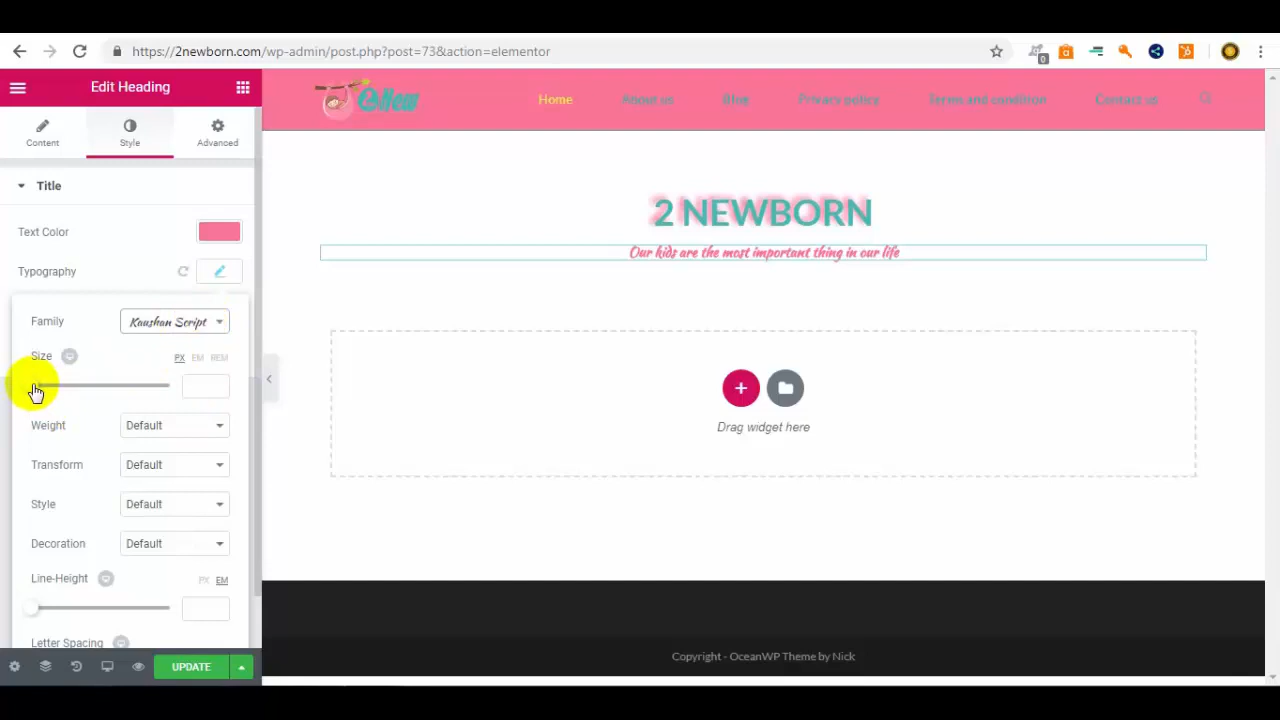 https://2newborn.com/wp-admin/post.php?post=73&action=elementor
0
Edit Heading
Content
Style
Advanced
Title
Text Color
Typography
Family
Kaushan Script
Size
PX EM REM
Weight
Default
Transform
Default
Style
Default
Decoration
Default
Line-Height
PX EM
Letter Spacing
UPDATE
2New
Home
About us
Blog
Privacy policy
Terms and condition
Contact us
2 NEWBORN
Our kids are the most important thing in our life
Drag widget here
Copyright - OceanWP Theme by Nick